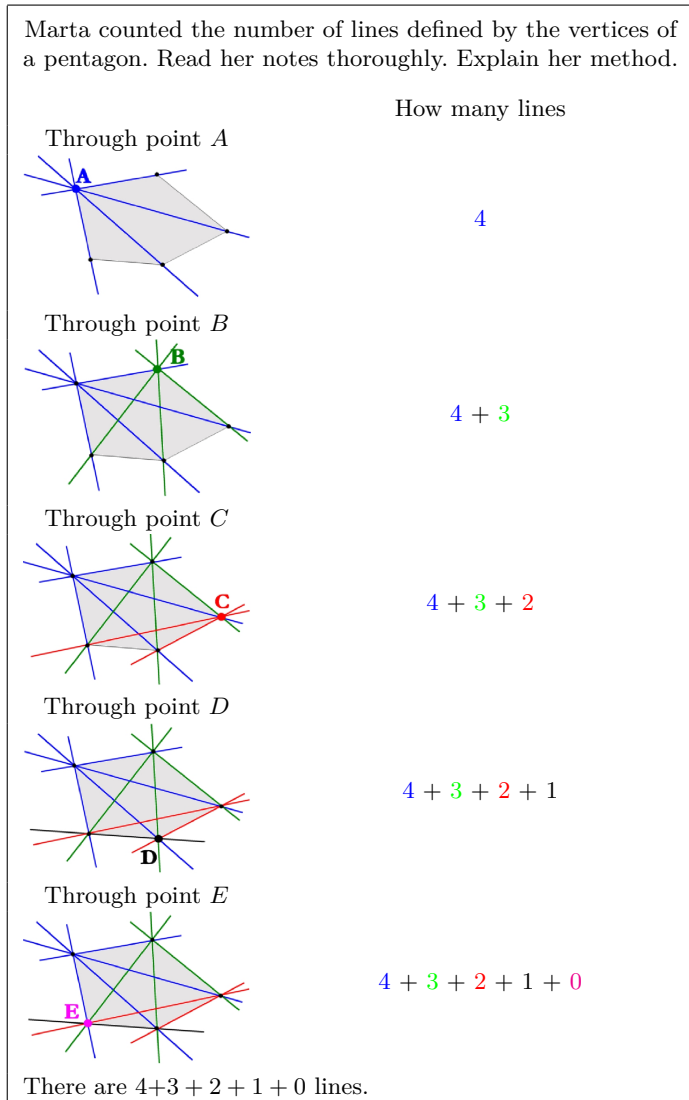 Marta counted the number of lines defined by the vertices of
a pentagon. Read her notes thoroughly. Explain her method.
How many lines
Through point A
A
4
Through point B
B
4 + 3
Through point C
C
4 + 3 + 2
Through point D
D
4 + 3 + 2 + 1
Through point E
E
4 + 3 + 2 + 1 + 0
There are 4+3 + 2 + 1 + 0 lines.